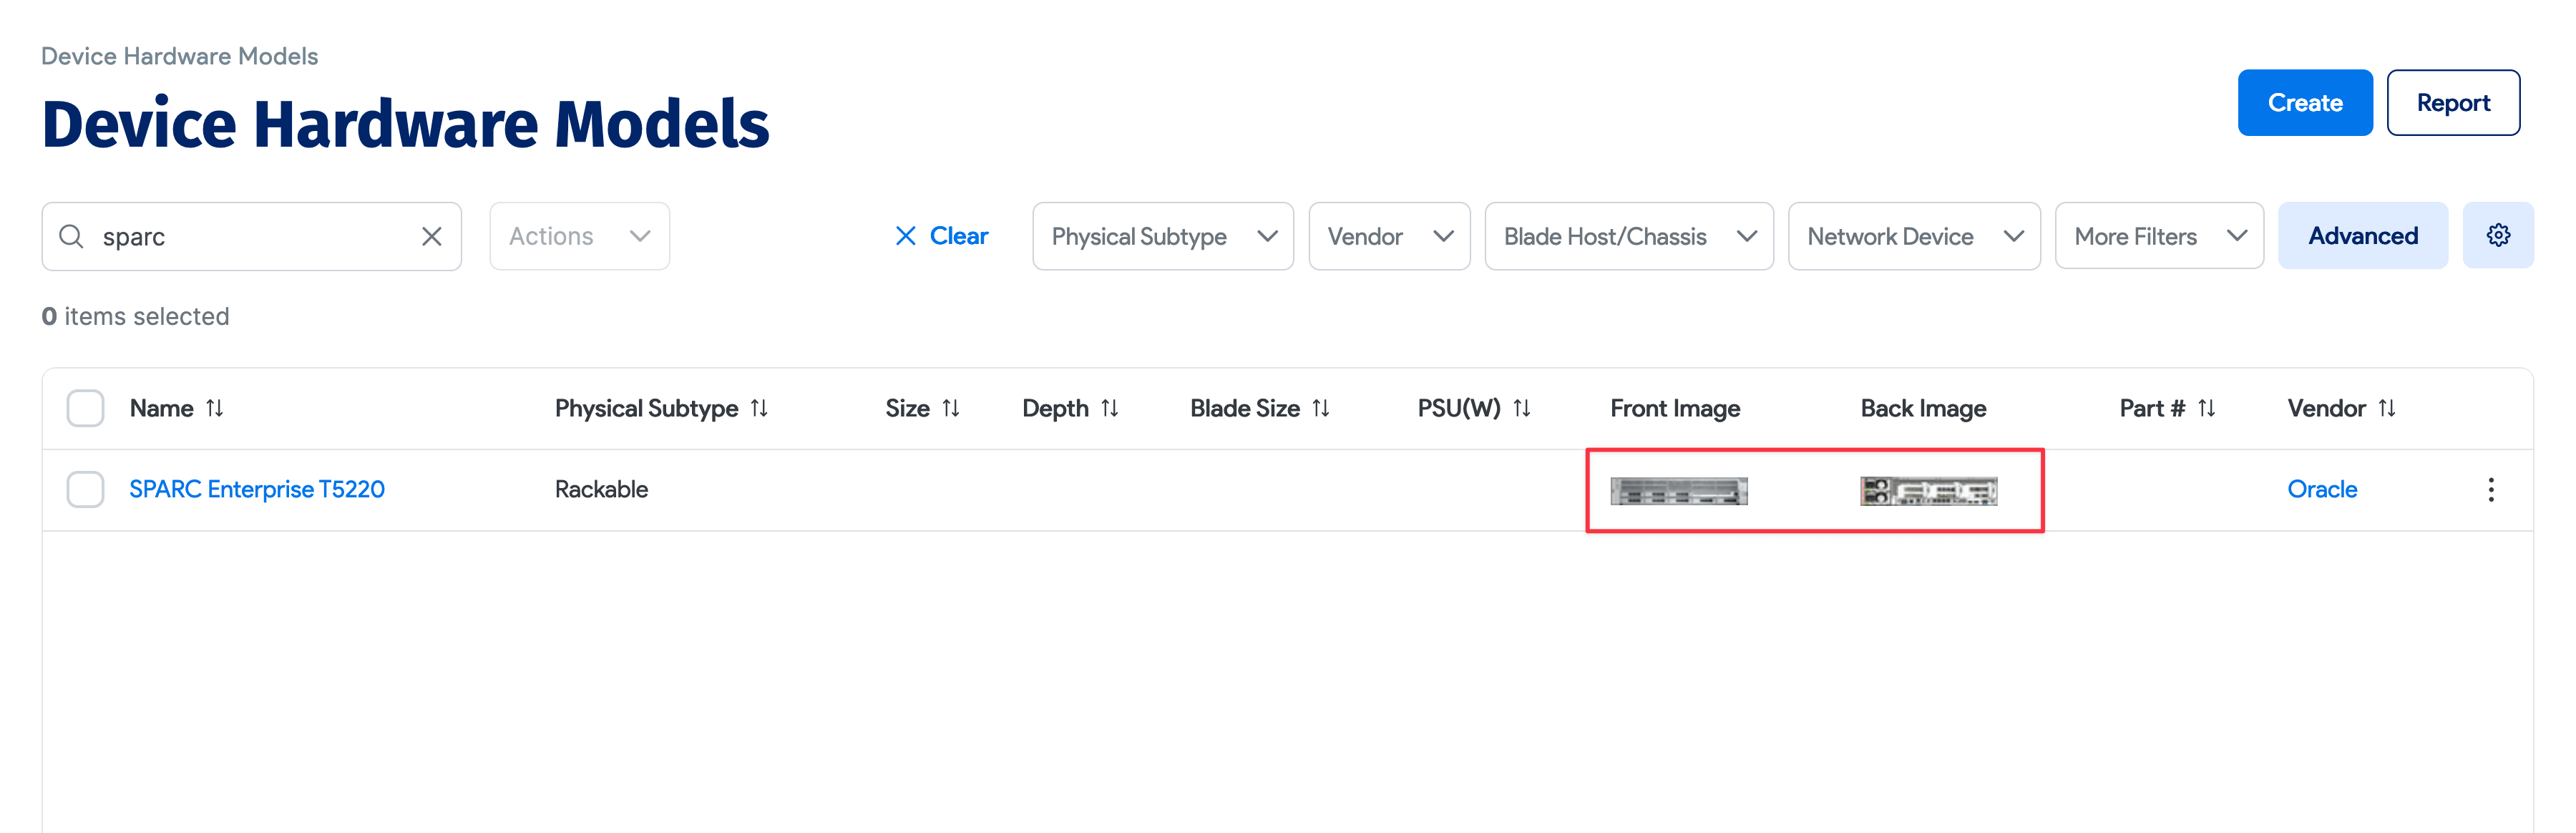 Device Hardware Models
Device Hardware Models
Create
Report
sparc
Actions
Clear
Physical Subtype
Vendor
Blade Host/Chassis
Network Device
More Filters
Advanced
0 items selected
Name Physical Subtype Size Depth Blade Size PSU(W) Front Image Back Image Part # Vendor
SPARC Enterprise T5220 Rackable Oracle